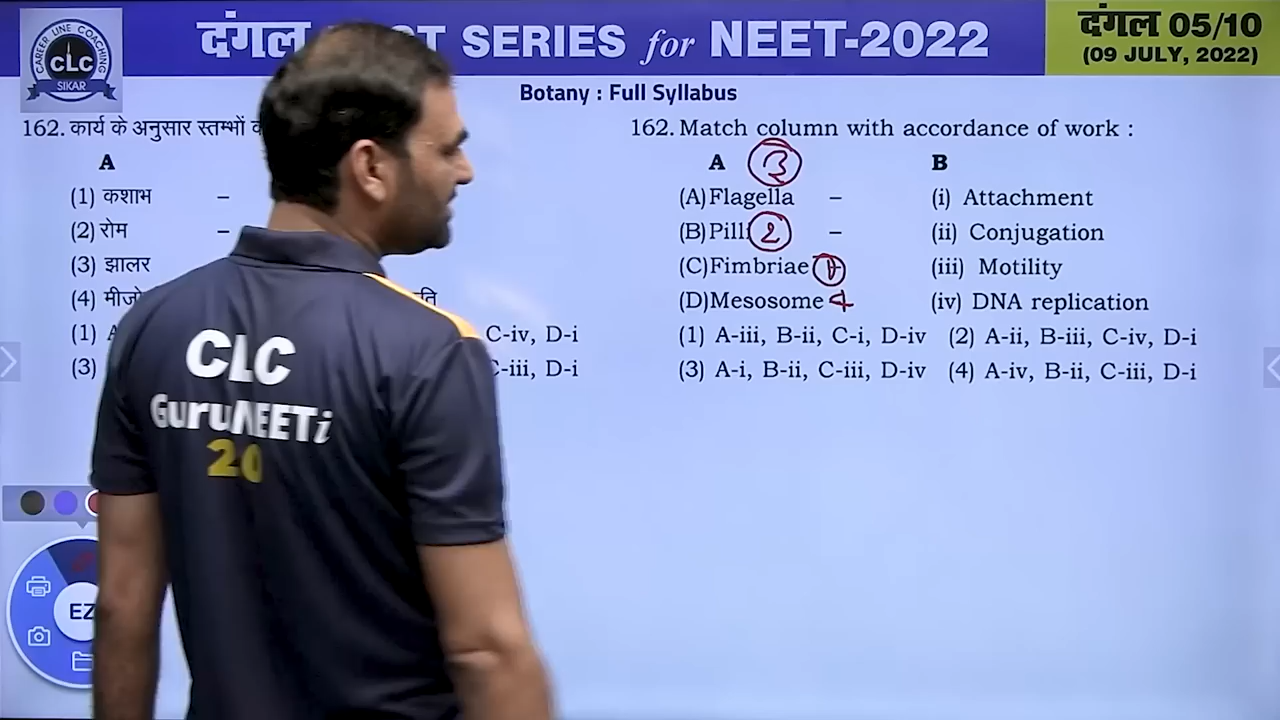 CAREER LINE COACHING
CLC
SIKAR
दंगल SERIES for NEET-2022
दंगल 05/10
(09 JULY, 2022)
Botany : Full Syllabus
162. कार्य के अनुसार स्तम्भों
A
(1) कशाभ –
(2) रोम –
(3) झालर
(4)
(1) C-iv, D-i
(3) C-iii, D-i
162. Match column with accordance of work :
A 3 B
(A) Flagella – (i) Attachment
(B) Pilli 2 – (ii) Conjugation
(C) Fimbriae (iii) Motility
(D) Mesosome 4 (iv) DNA replication
(1) A-iii, B-ii, C-i, D-iv (2) A-ii, B-iii, C-iv, D-i
(3) A-i, B-ii, C-iii, D-iv (4) A-iv, B-ii, C-iii, D-i
CLC
GuruNEETi
2.0
EZ